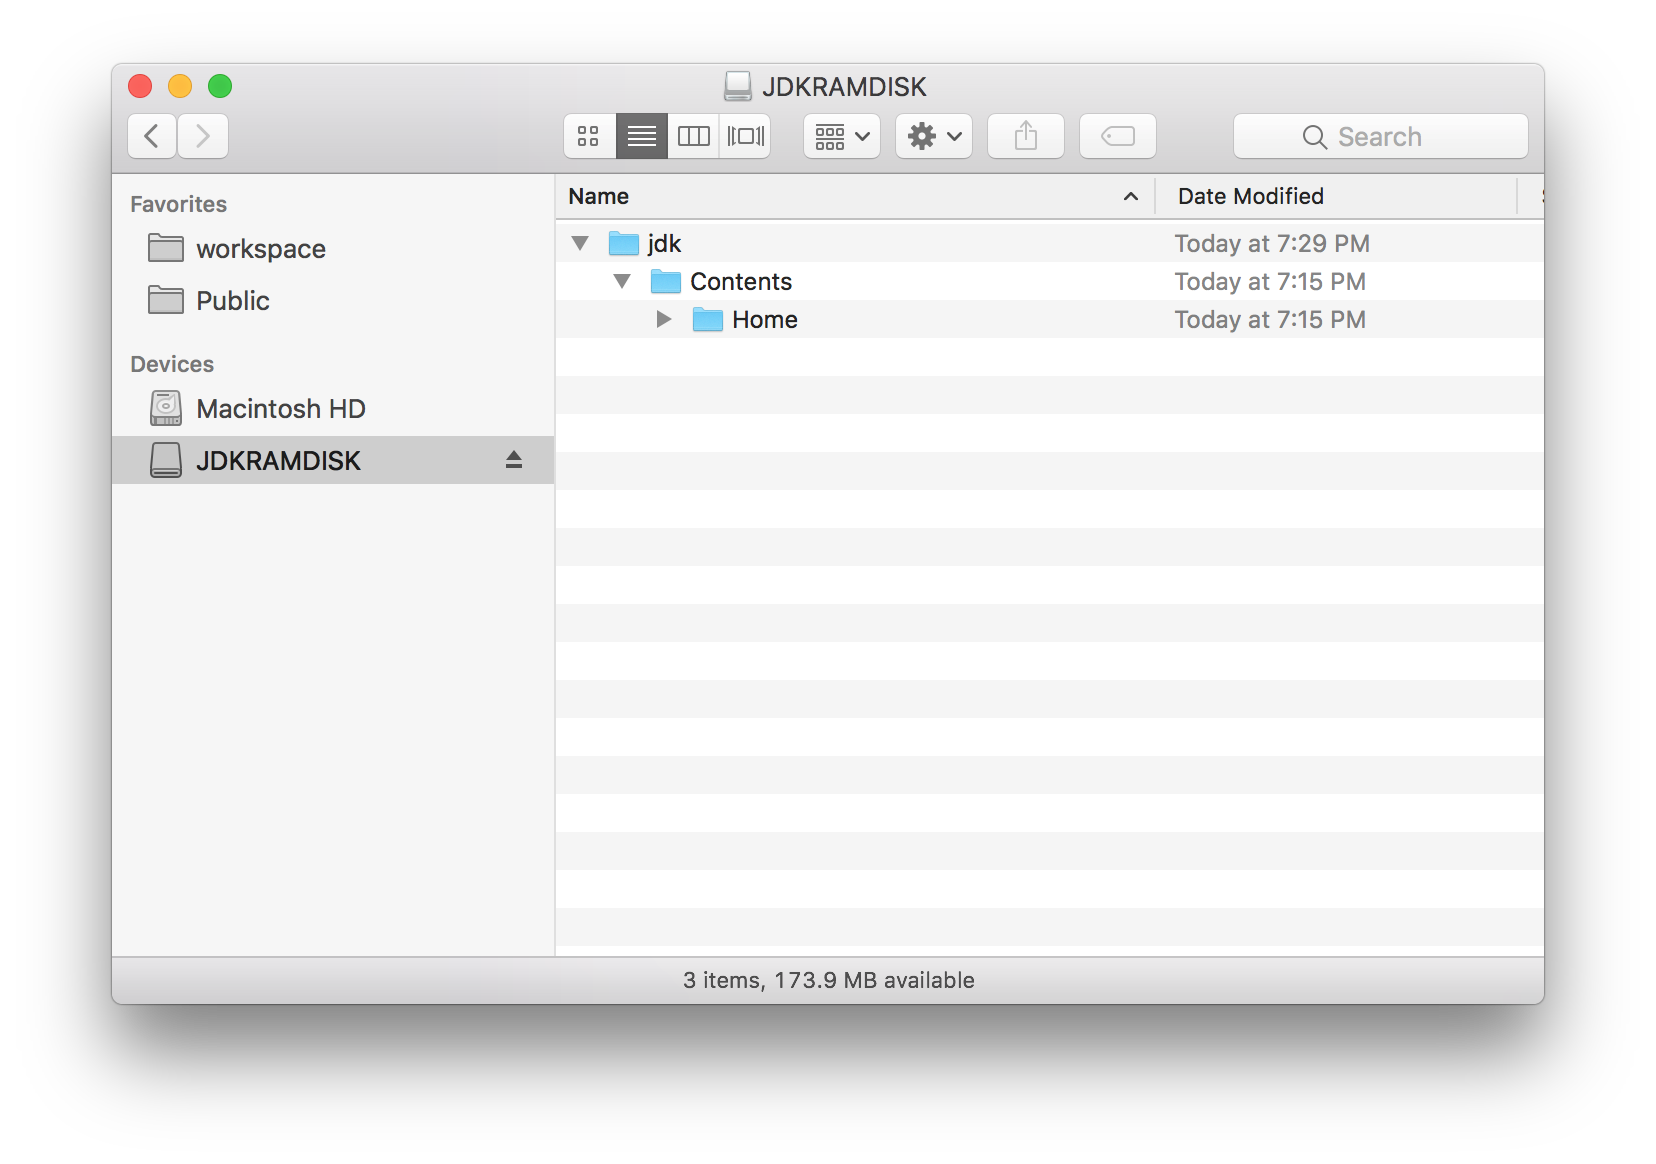 JDKRAMDISK
Search
Favorites
workspace
Public
Devices
Macintosh HD
JDKRAMDISK
Name Date Modified
jdk Today at 7:29 PM
Contents Today at 7:15 PM
Home Today at 7:15 PM
3 items, 173.9 MB available